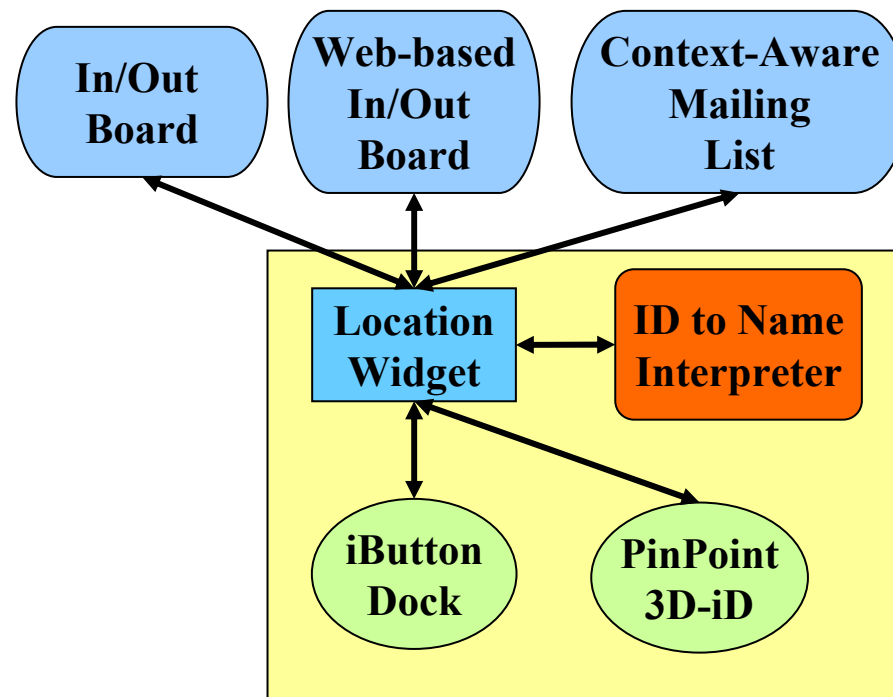 In/Out
Board
Web-based
In/Out
Board
Context-Aware
Mailing
List
Location
Widget
ID to Name
Interpreter
iButton
Dock
PinPoint
3D-iD